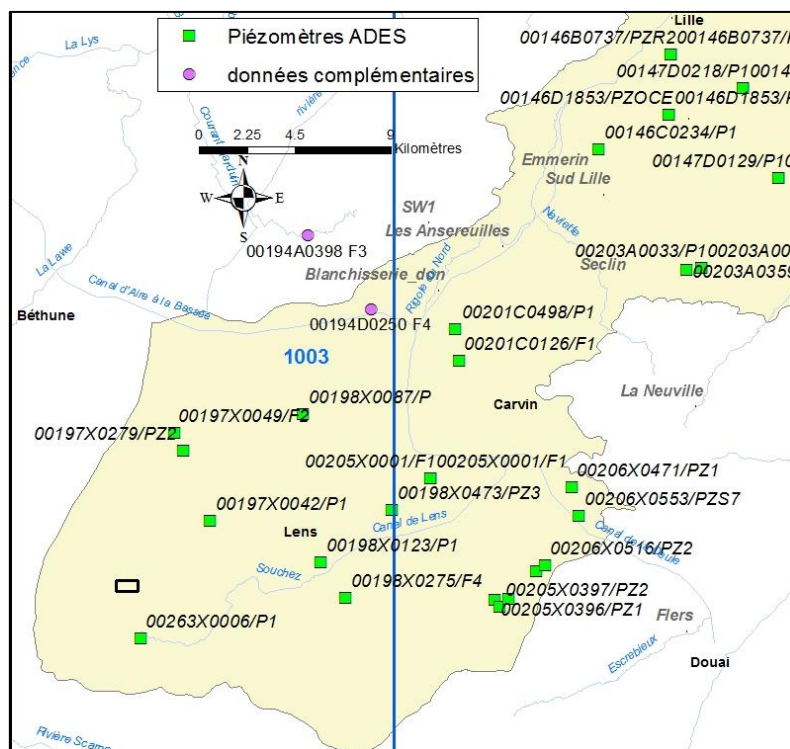 Lille
Piézomètres ADES
données complémentaires
La Lys
00146B0737/PZR200146B0737/
00147D0218/P10014
00146D1853/PZOCE00146D1853/P
00146C0234/P1
0 2.25 4.5 9
Kilomètres
Emmerin
Sud Lille
00147D0129/P10
N
W E
S
SW1
Les Ansereuilles
Navette
00194A0398 F3
00203A0033/P100203A00
Seclin
00203A0359
La Lawe
Blanchisserie_don
Canal d'Aire à la Bassée
Béthune
00194D0250 F4
00201C0498/P1
00201C0126/F1
1003
La Neuville
00198X0087/P
Carvin
00197X0049/F2
00197X0279/PZ2
00205X0001/F100205X0001/F1
00206X0471/PZ1
00198X0473/PZ3
00206X0553/PZS7
00197X0042/P1
Canal de Lens
Lens
00198X0123/P1
00206X0516/PZ2
Souchez
00198X0275/F4
00205X0397/PZ2
00205X0396/PZ1
Flers
00263X0006/P1
Escrebieux
Douai
Rivière Scarpe